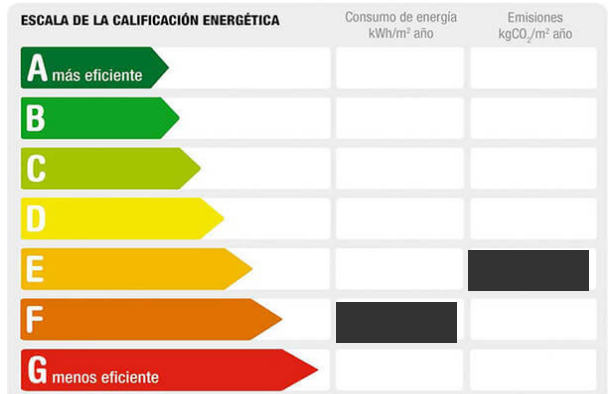 ESCALA DE LA CALIFICACIÓN ENERGÉTICA
Consumo de energía
kWh/m² año
Emisiones
kgCO₂/m² año
A más eficiente
B
C
D
E
F
G menos eficiente